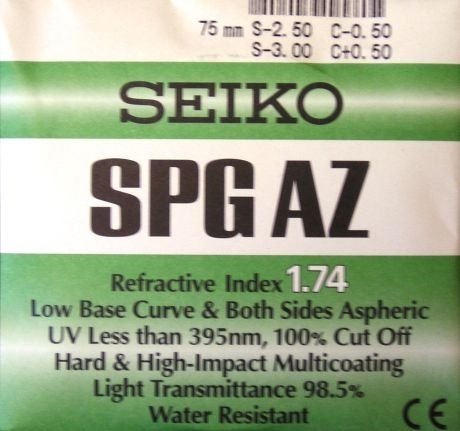 75 mm S-2.50 C-0.50
S-3.00 C+0.50
SEIKO
SPG AZ
Refractive Index 1.74
Low Base Curve & Both Sides Aspheric
UV Less than 395nm, 100% Cut Off
Hard & High-Impact Multicoating
Light Transmittance 98.5%
Water Resistant CE